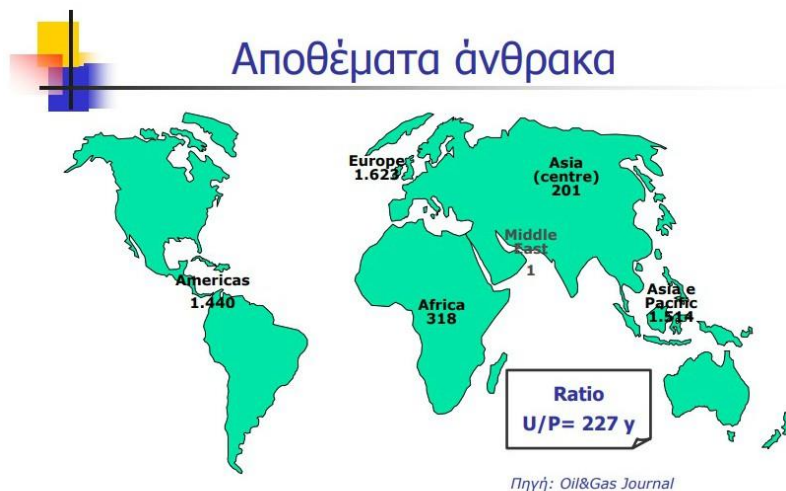 Αποθέματα άνθρακα
Europe
1.623
Asia
(centre)
201
Middle
East
1
Americas
1.440
Africa
318
Asia e
Pacific
1.514
Ratio
U/P= 227 y
Πηγή: Oil&Gas Journal